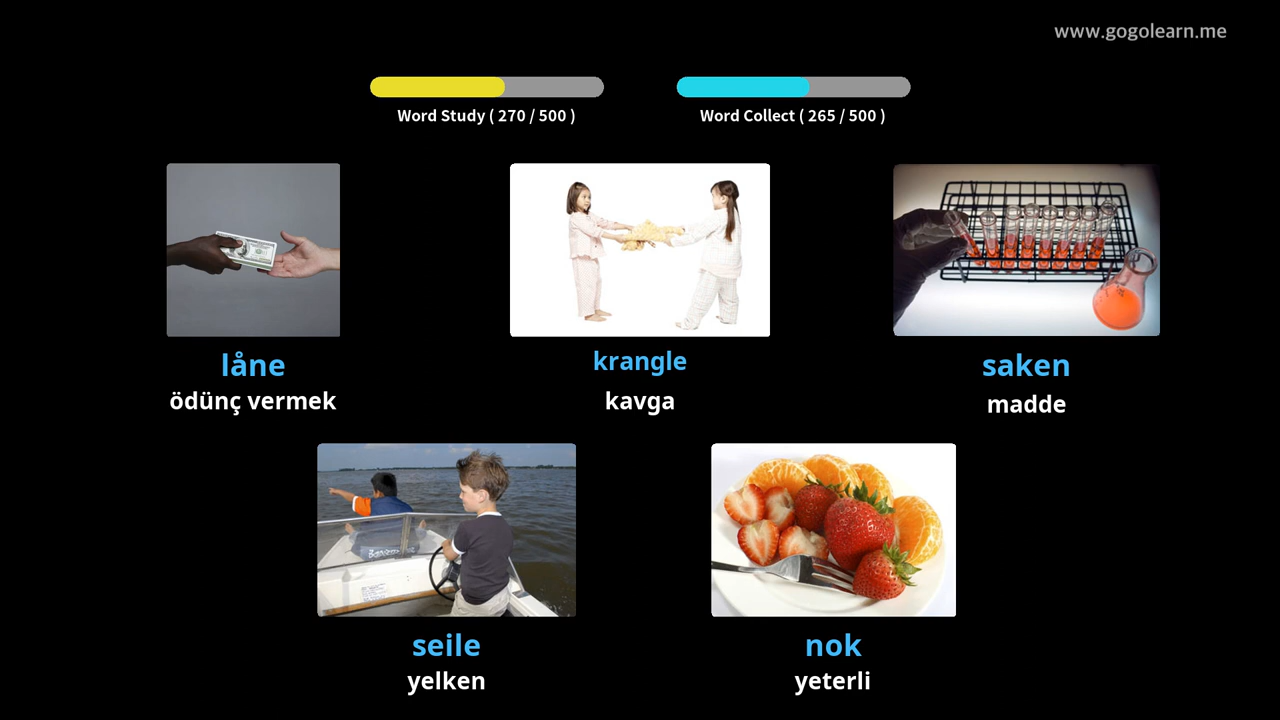 www.gogolearn.me
Word Study ( 270 / 500 )
Word Collect ( 265 / 500 )
låne
ödünç vermek
krangle
kavga
saken
madde
seile
yelken
nok
yeterli